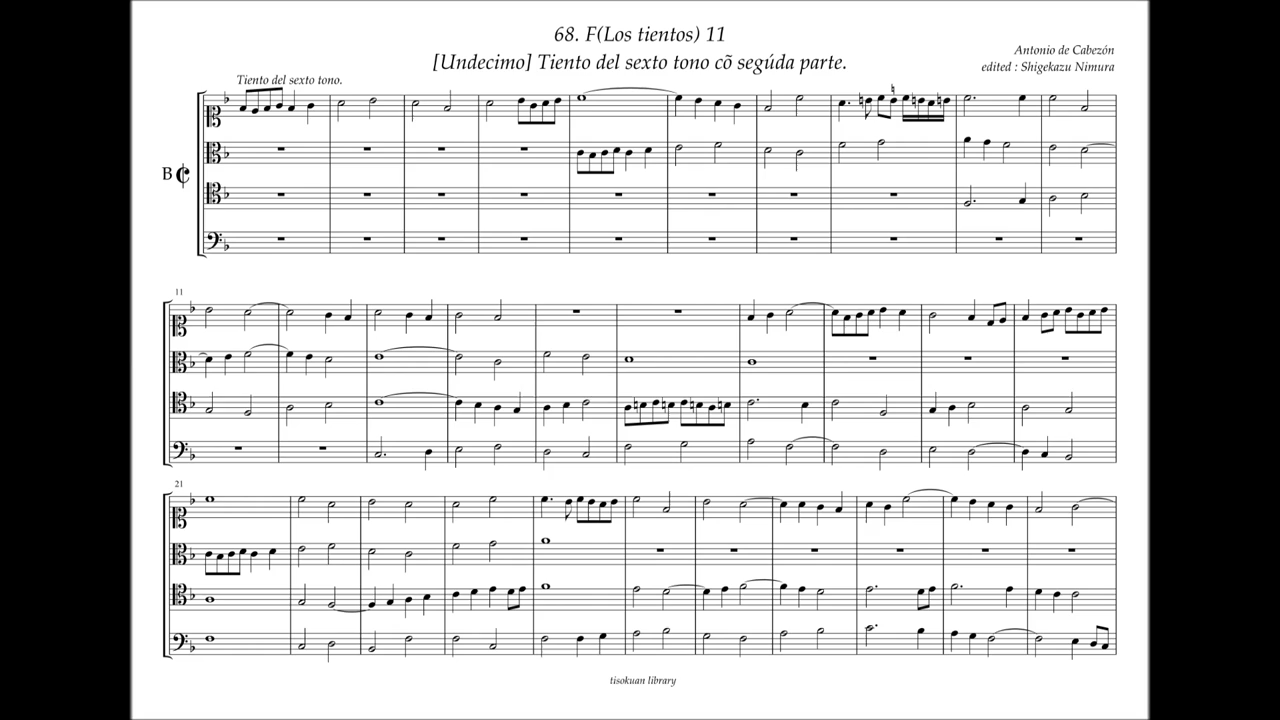 68. F(Los tientos) 11
[Undecimo] Tiento del sexto tono cõ segúda parte.
Antonio de Cabezón
edited : Shigekazu Nimura
Tiento del sexto tono.
B
11
21
tisokuan library